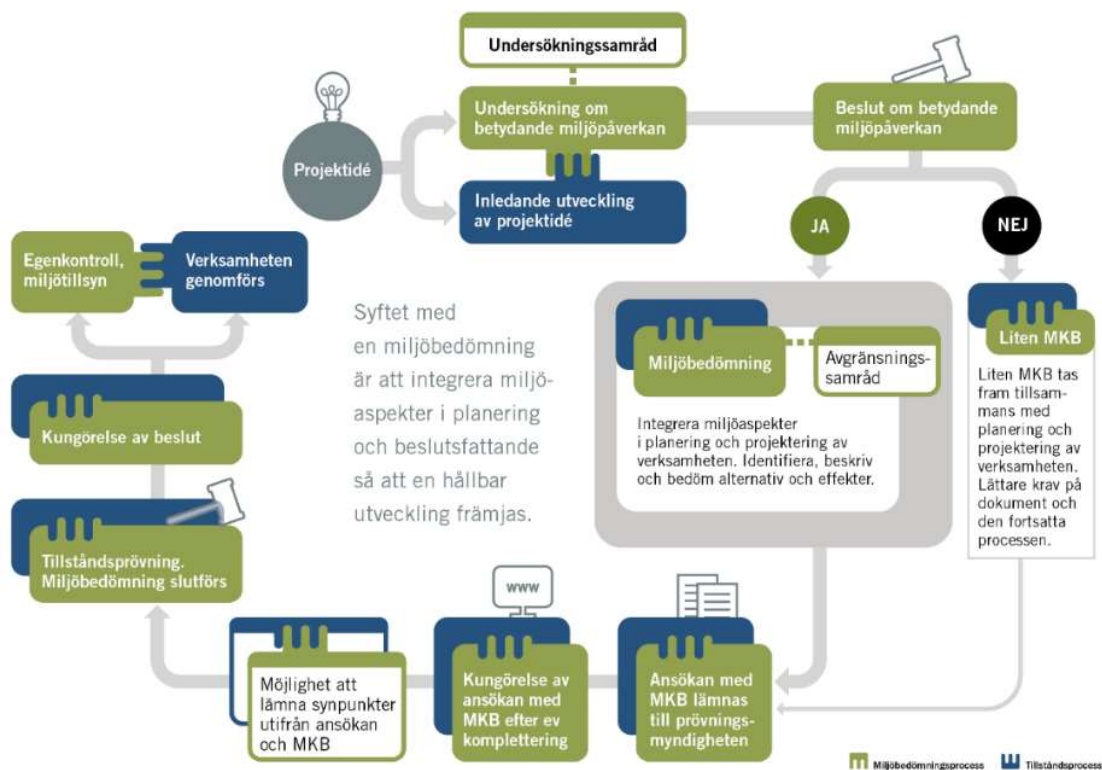 Undersökningssamråd
Projektidé
Undersökning om
betydande miljöpåverkan
Inledande utveckling
av projektidé
Beslut om betydande
miljöpåverkan
JA
NEJ
Miljöbedömning
Avgränsnings-
samråd
Integrera miljöaspekter
i planering och projektering av
verksamheten. Identifiera, beskriv
och bedöm alternativ och effekter.
Liten MKB
Liten MKB tas
fram tillsam-
mans med
planering och
projektering av
verksamheten.
Lättare krav på
dokument och
den fortsatta
processen.
Syftet med
en miljöbedömning
är att integrera miljö-
aspekter i planering
och beslutsfattande
så att en hållbar
utveckling främjas.
Ansökan med
MKB lämnas
till prövnings-
myndigheten
www
Kungörelse av
ansökan med
MKB efter ev
komplettering
Möjlighet att
lämna synpunkter
utifrån ansökan
och MKB
Tillståndsprövning.
Miljöbedömning slutförs
Kungörelse av beslut
Egenkontroll,
miljötillsyn
Verksamheten
genomförs
Miljöbedömningsprocess
Tillståndsprocess